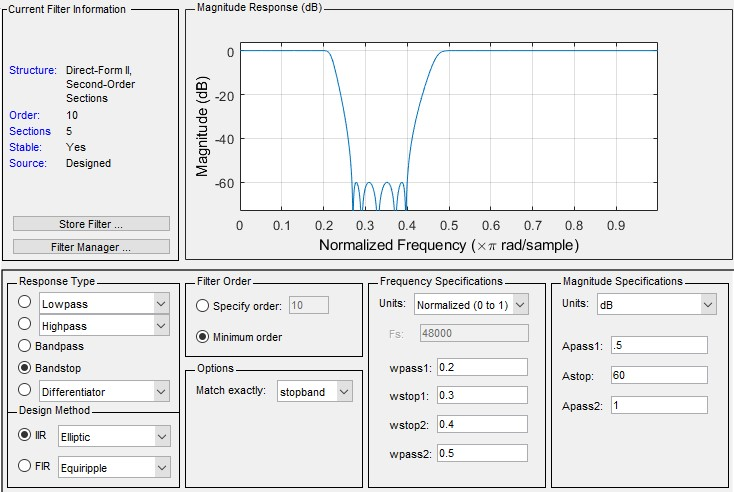 Current Filter Information
Structure: Direct-Form II,
Second-Order
Sections
Order: 10
Sections 5
Stable: Yes
Source: Designed
Store Filter ...
Filter Manager ...
Magnitude Response (dB)
Magnitude (dB)
0
-20
-40
-60
0 0.1 0.2 0.3 0.4 0.5 0.6 0.7 0.8 0.9
Normalized Frequency (×π rad/sample)
Response Type
Lowpass
Highpass
Bandpass
Bandstop
Differentiator
Design Method
IIR Elliptic
FIR Equiripple
Filter Order
Specify order: 10
Minimum order
Options
Match exactly: stopband
Frequency Specifications
Units: Normalized (0 to 1)
Fs: 48000
wpass1: 0.2
wstop1: 0.3
wstop2: 0.4
wpass2: 0.5
Magnitude Specifications
Units: dB
Apass1: .5
Astop: 60
Apass2: 1